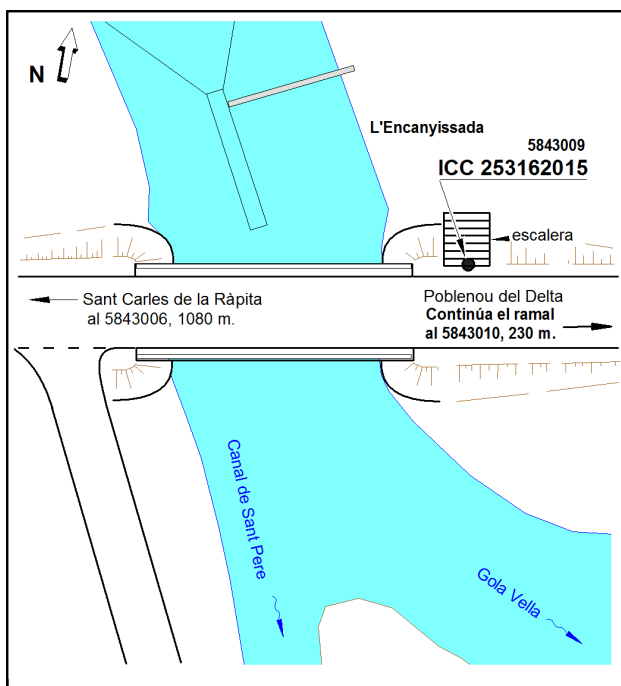 N
L'Encanyissada
5843009
ICC 253162015
escalera
Sant Carles de la Ràpita
al 5843006, 1080 m.
Poblenou del Delta
Continúa el ramal
al 5843010, 230 m.
Canal de Sant Pere
Gola Vella